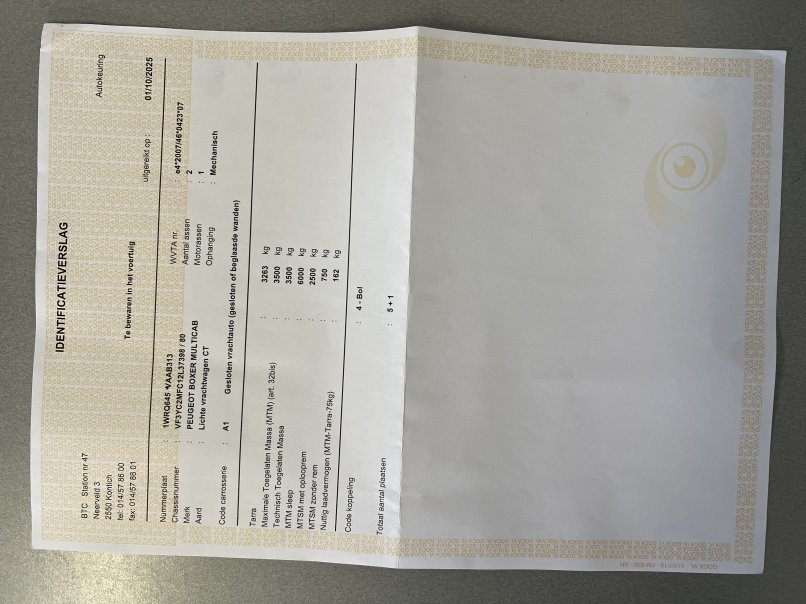 IDENTIFICATIEVERSLAG
BTC Station nr 47
Neerveld 3
2550 Kontich
tel: 014/57 86 00
fax: 014/57 86 01
Autokeuring
Te bewaren in het voertuig
uitgereikt op : 01/10/2025
Nummerplaat : 1WRQ645 VAAB313
Chassisnummer : VF3YC2MFC12L37398 / 80
Merk : PEUGEOT BOXER MULTICAB
Aard : Lichte vrachtwagen CT
WVTA nr. : e4*2007/46*0423*07
Aantal assen : 2
Motorassen : 1
Ophanging : Mechanisch
Code carrosserie : A1 Gesloten vrachtauto (gesloten of beglaasde wanden)
Tarra : 3263 kg
Maximale Toegelaten Massa (MTM) (art. 32bis) : 3500 kg
Technisch Toegelaten Massa : 3500 kg
MTM sleep : 6000 kg
MTSM met oplooprem : 2500 kg
MTSM zonder rem : 750 kg
Nuttig laadvermogen (MTM-Tarra-75kg) : 162 kg
Code koppeling : 4 - Bol
Totaal aantal plaatsen : 5 + 1